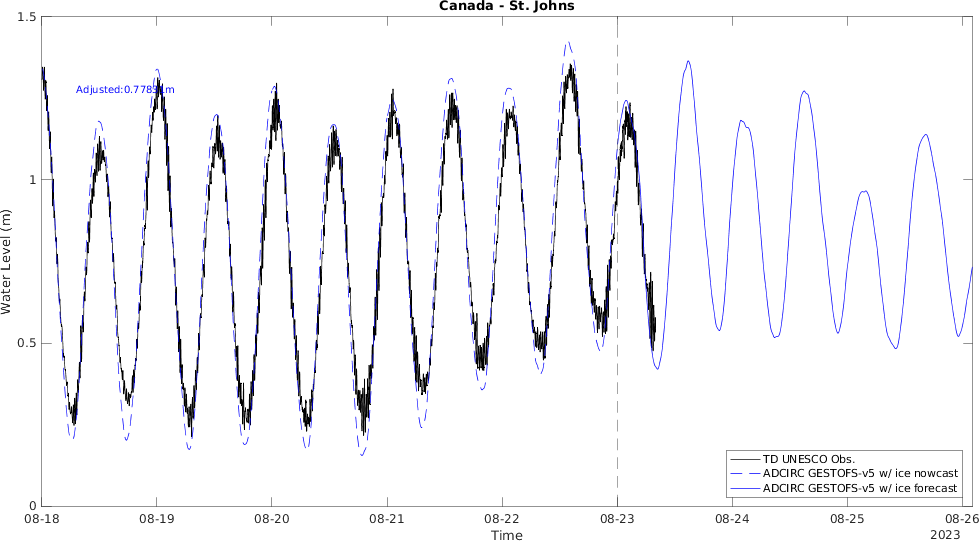 Canada - St. Johns
1.5
Adjusted:0.7785
1
Water Level (m)
0.5
TD UNESCO Obs.
ADCIRC GESTOFS-v5 w/ ice nowcast
ADCIRC GESTOFS-v5 w/ ice forecast
0
08-18 08-19 08-20 08-21 08-22 08-23 08-24 08-25 08-26
Time 2023